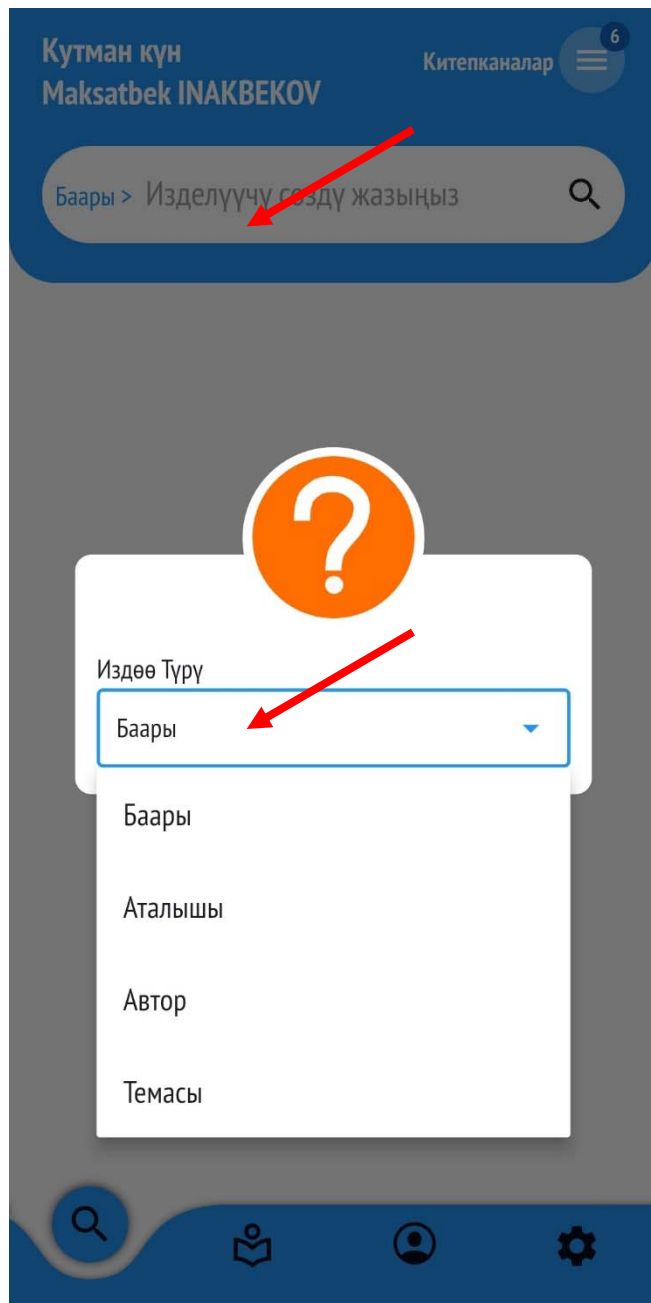 Кутман күн
Maksatbek INAKBEKOV
Китепканалар
6
Баары > Изделүүчү сөздү жазыңыз
?
Издөө Түрү
Баары
Баары
Аталышы
Автор
Темасы